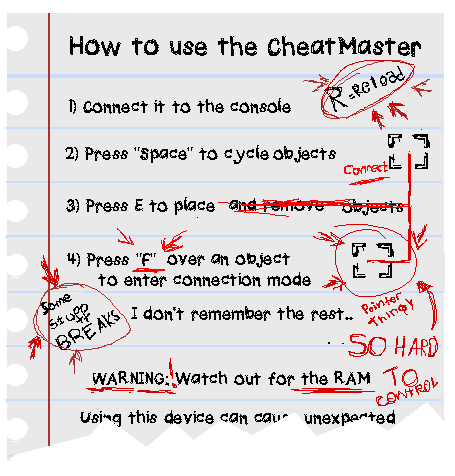 How to use the CheatMaster
R=Reload
1) Connect it to the console
2) Press "Space" to cycle objects
Connect
3) Press E to place and remove objects
4) Press "F" over an object
to enter connection mode
Some
stuff
BREAKS
I don't remember the rest..
Pointer
Thingy
SO HARD
TO
CONTROL
WARNING: Watch out for the RAM
Using this device can cause unexpected